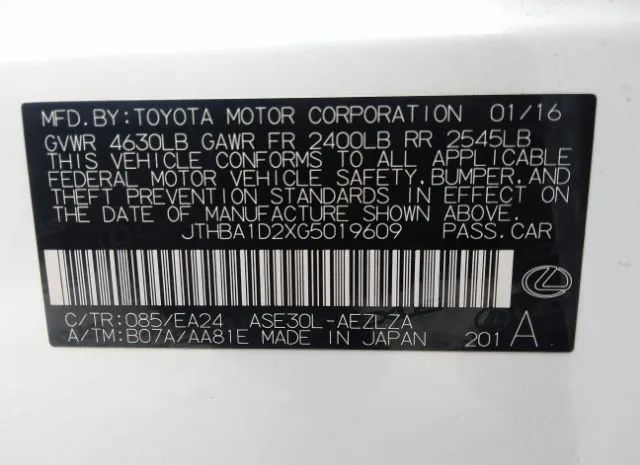 MFD.BY:TOYOTA MOTOR CORPORATION 01/16
GVWR 4630LB GAWR FR 2400LB RR 2545LB
THIS VEHICLE CONFORMS TO ALL APPLICABLE
FEDERAL MOTOR VEHICLE SAFETY,BUMPER,AND
THEFT PREVENTION STANDARDS IN EFFECT ON
THE DATE OF MANUFACTURE SHOWN ABOVE.
JTHBA1D2XG5019609 PASS.CAR
C/TR:085/EA24 ASE30L-AEZLZA
A/TM:B07A/AA81E MADE IN JAPAN 201 A